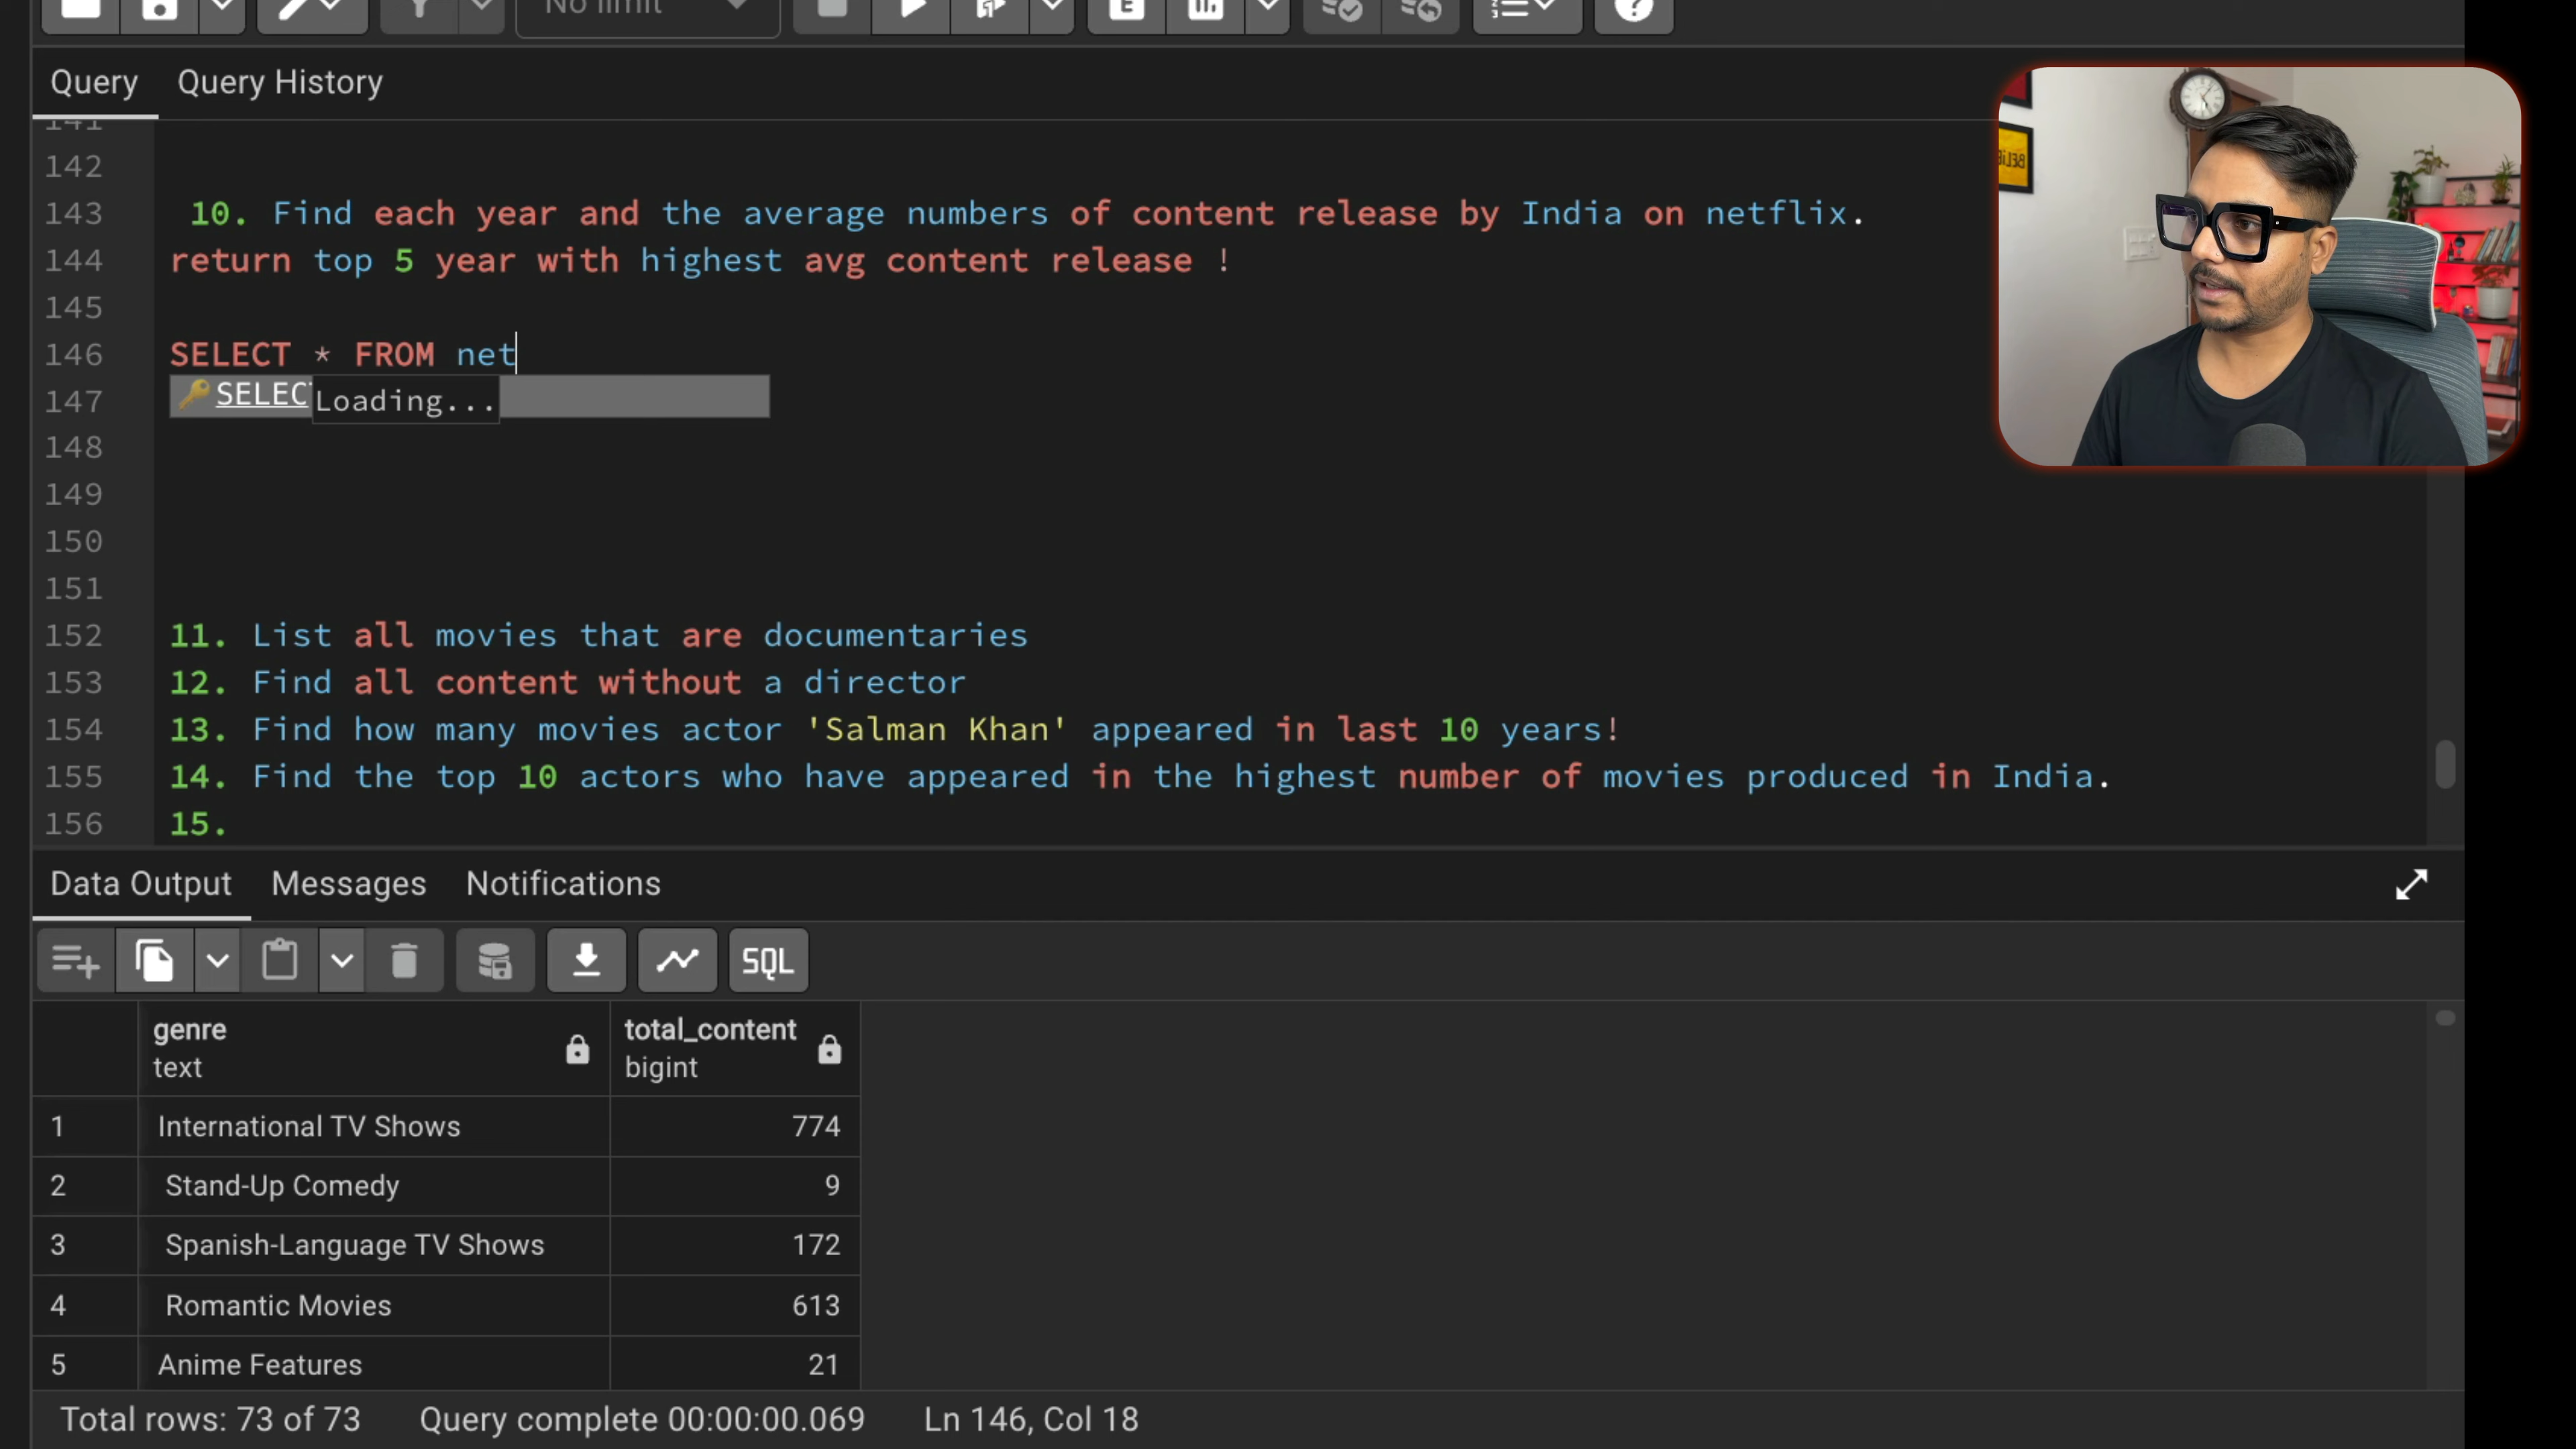 No limit
Query Query History
141
142
143 10. Find each year and the average numbers of content release by India on netflix.
144 return top 5 year with highest avg content release !
145
146 SELECT * FROM net
147 SELECT Loading...
148
149
150
151
152 11. List all movies that are documentaries
153 12. Find all content without a director
154 13. Find how many movies actor 'Salman Khan' appeared in last 10 years!
155 14. Find the top 10 actors who have appeared in the highest number of movies produced in India.
156 15.
Data Output Messages Notifications
SQL
genre total_content
text bigint
1 International TV Shows 774
2 Stand-Up Comedy 9
3 Spanish-Language TV Shows 172
4 Romantic Movies 613
5 Anime Features 21
Total rows: 73 of 73 Query complete 00:00:00.069 Ln 146, Col 18